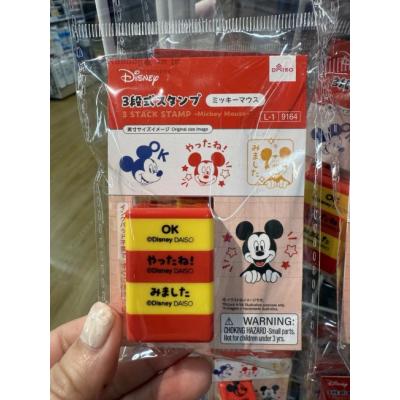 Disney
DAISO
3段式スタンプ
ミッキーマウス
3 STACK STAMP -Mickey Mouse-
L-1
9164
実寸サイズイメージ Original size image
OK
やったね!
みました
OK
©Disney DAISO
やったね!
©Disney DAISO
みました
©Disney DAISO
WARNING:
CHOKING HAZARD-Small parts.
Not for children under 3 yrs.